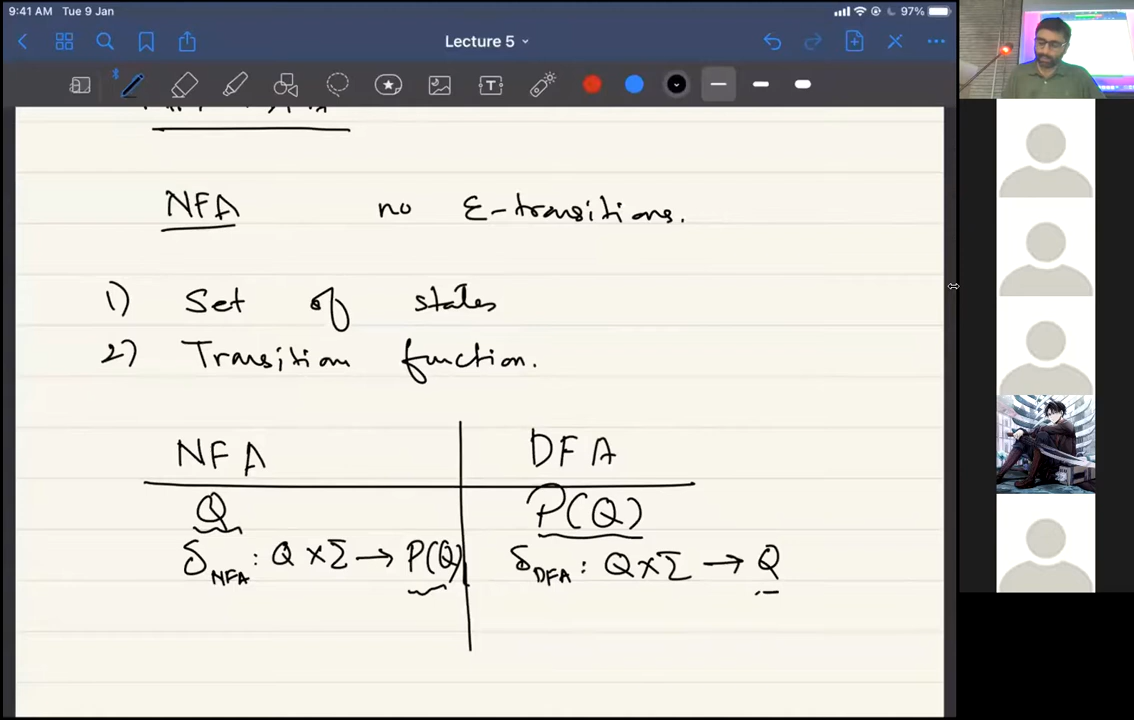 9:41 AM Tue 9 Jan
97%
Lecture 5
T
NFA no ε-transitions.
1) Set of states
2) Transition function.
NFA DFA
Q P(Q)
δNFA : Q × Σ → P(Q) δDFA : Q × Σ → Q